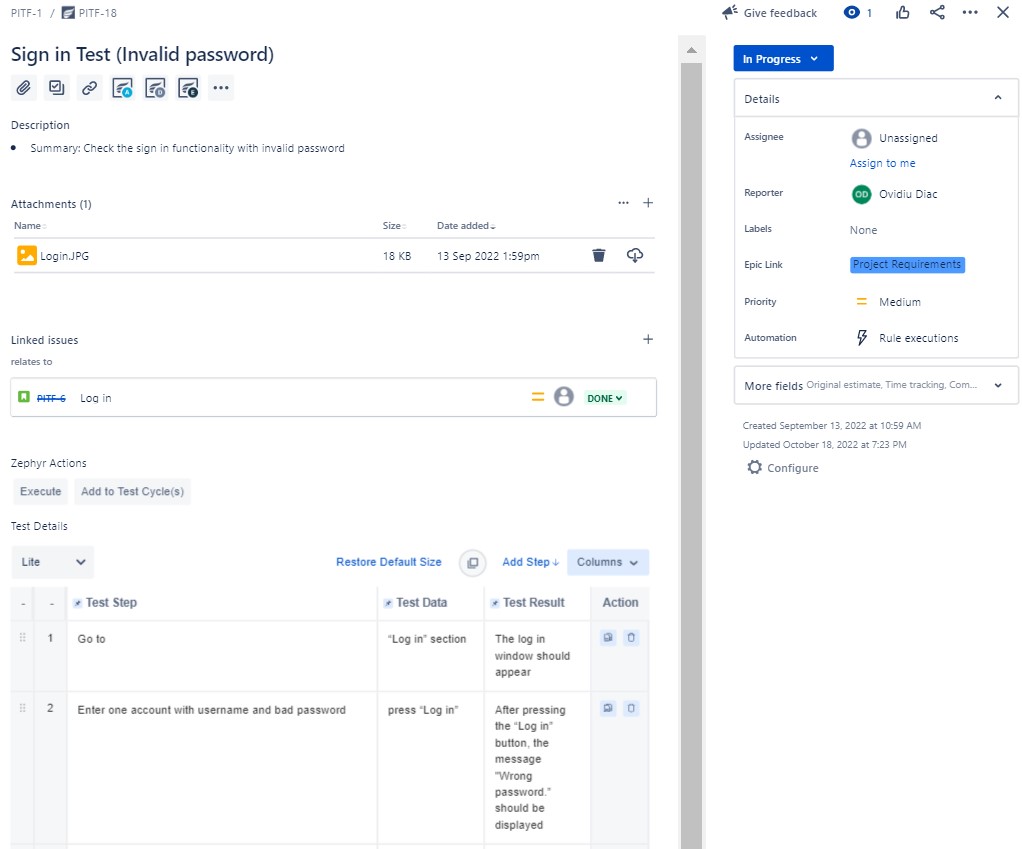 PITF-1 / PITF-18
Give feedback
1
Sign in Test (Invalid password)
Description
Summary: Check the sign in functionality with invalid password
Attachments (1)
Name Size Date added
Login.JPG 18 KB 13 Sep 2022 1:59pm
Linked issues
relates to
PITF-6 Log in DONE
Zephyr Actions
Execute Add to Test Cycle(s)
Test Details
Lite Restore Default Size Add Step Columns
- - Test Step Test Data Test Result Action
1 Go to “Log in” section The log in
window should
appear
2 Enter one account with username and bad password press “Log in” After pressing
the “Log in”
button, the
message
"Wrong
password.”
should be
displayed
In Progress
Details
Assignee Unassigned
Assign to me
Reporter OD Ovidiu Diac
Labels None
Epic Link Project Requirements
Priority Medium
Automation Rule executions
More fields Original estimate, Time tracking, Com...
Created September 13, 2022 at 10:59 AM
Updated October 18, 2022 at 7:23 PM
Configure